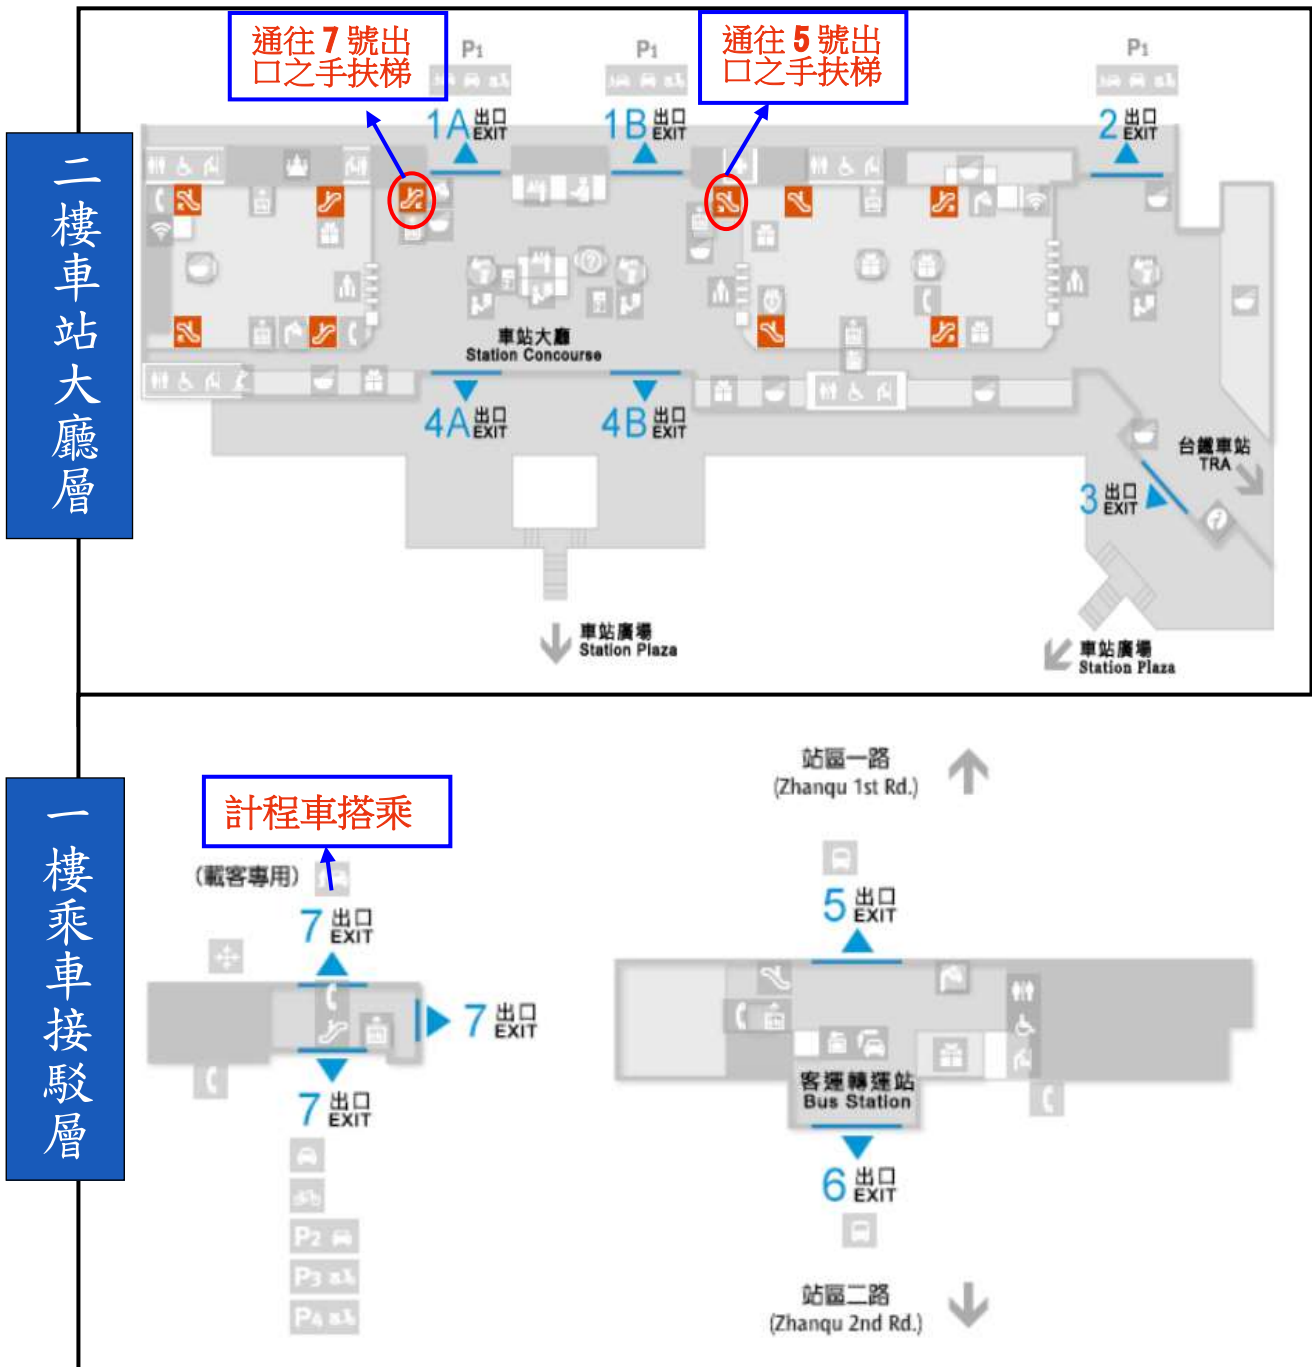 通往 7 號出
口之手扶梯
通往 5 號出
口之手扶梯
P1
P1
P1
1A 出口 EXIT
1B 出口 EXIT
2 出口 EXIT
二樓車站大廳層
車站大廳
Station Concourse
4A 出口 EXIT
4B 出口 EXIT
台鐵車站
TRA
3 出口 EXIT
車站廣場
Station Plaza
車站廣場
Station Plaza
站區一路
(Zhanqu 1st Rd.)
計程車搭乘
(載客專用)
一樓乘車接駁層
7 出口 EXIT
5 出口 EXIT
7 出口 EXIT
7 出口 EXIT
客運轉運站
Bus Station
6 出口 EXIT
P2
P3
P4
站區二路
(Zhanqu 2nd Rd.)